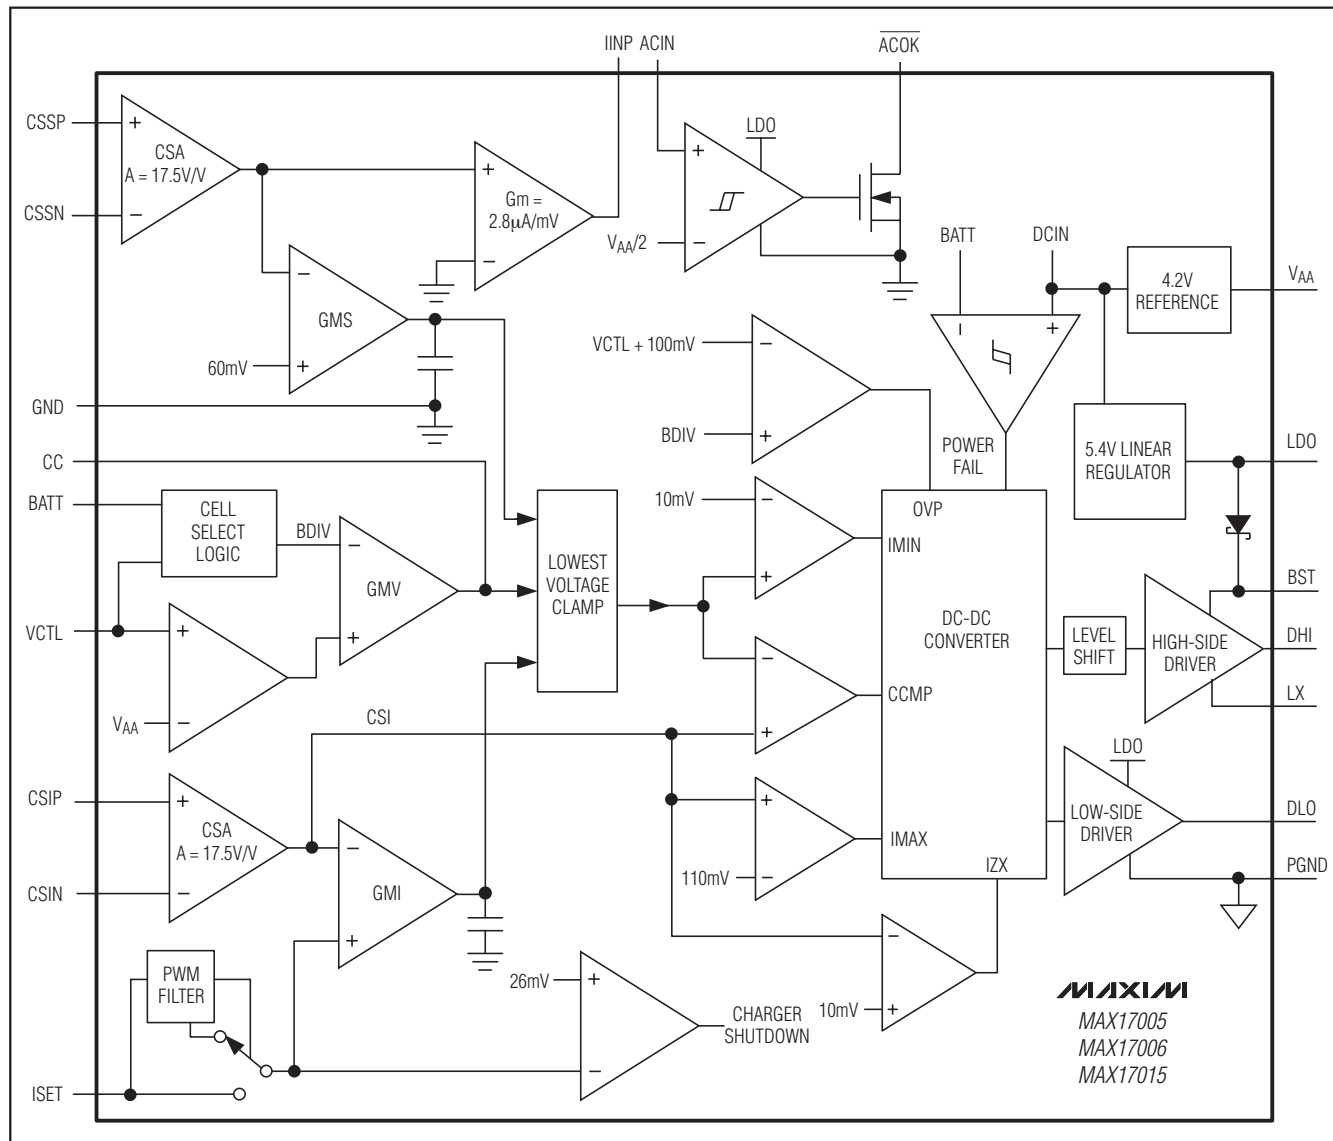 IINP ACIN
ACOK
CSSP
+
CSA
A = 17.5V/V
LDO
+
+
Gm =
2.8µA/mV
CSSN
−
−
VAA/2
−
BATT
DCIN
4.2V
REFERENCE
VAA
−
GMS
−
+
VCTL + 100mV
−
60mV
+
GND
BDIV
+
POWER
FAIL
5.4V LINEAR
REGULATOR
LDO
CC
BATT
CELL
SELECT
LOGIC
BDIV
−
GMV
+
10mV
−
OVP
IMIN
LOWEST
VOLTAGE
CLAMP
+
BST
VCTL
+
DC-DC
CONVERTER
LEVEL
SHIFT
HIGH-SIDE
DRIVER
DHI
−
CCMP
LX
VAA
−
CSI
+
LDO
CSIP
+
CSA
A = 17.5V/V
+
LOW-SIDE
DRIVER
DLO
−
IMAX
IZX
PGND
CSIN
−
GMI
110mV
−
+
−
PWM
FILTER
26mV
+
10mV
+
CHARGER
SHUTDOWN
MAXIM
MAX17005
MAX17006
MAX17015
−
ISET